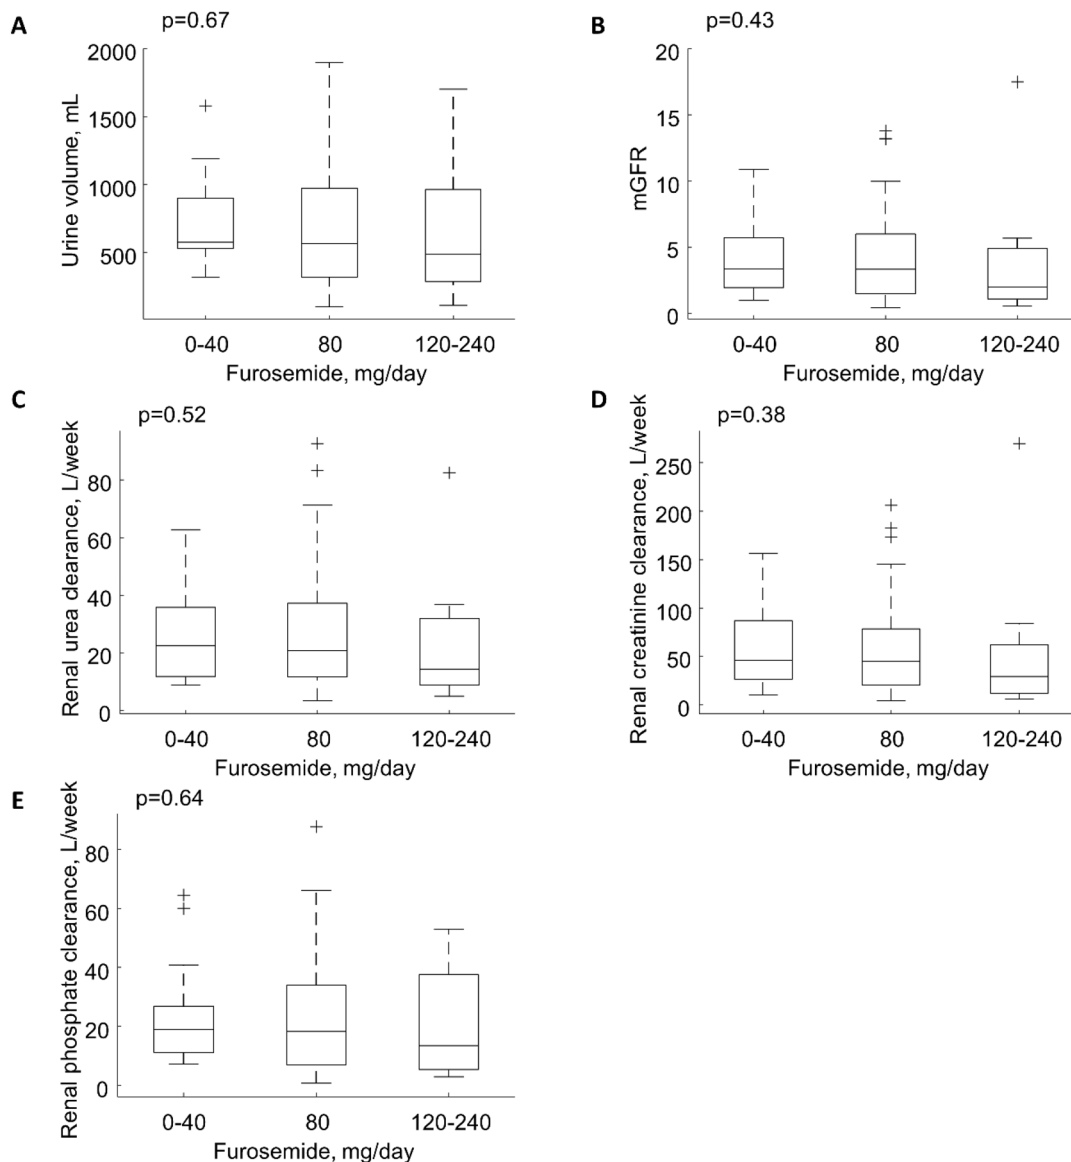 A
p=0.67
Urine volume, mL
2000
1500
1000
500
0-40
80
120-240
Furosemide, mg/day
B
p=0.43
mGFR
20
15
10
5
0
0-40
80
120-240
Furosemide, mg/day
C
p=0.52
Renal urea dearance, L/week
80
60
40
20
0
0-40
80
120-240
Furosemide, mg/day
D
p=0.38
Renal creatinine clearance, L/week
250
200
150
100
50
0
0-40
80
120-240
Furosemide, mg/day
E
p=0.64
Renal phosphate clearance, L/week
80
60
40
20
0
0-40
80
120-240
Furosemide, mg/day